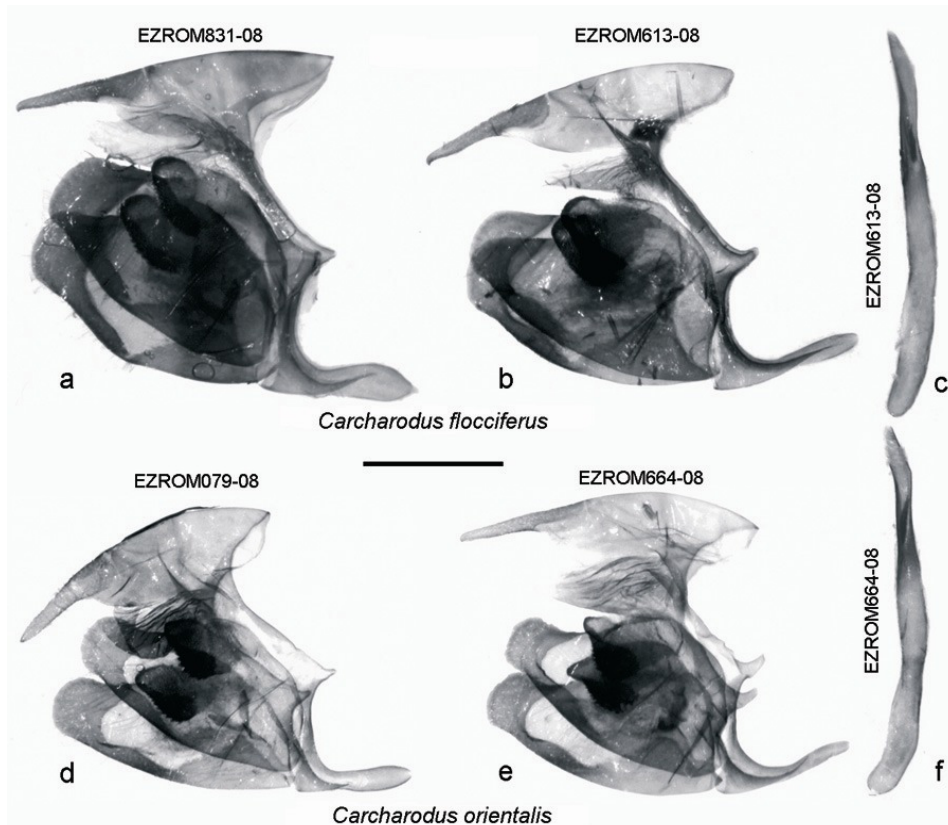 EZROM831-08
EZROM613-08
EZROM613-08
a
b
c
Carcharodus flocciferus
EZROM079-08
EZROM664-08
EZROM664-08
d
e
f
Carcharodus orientalis